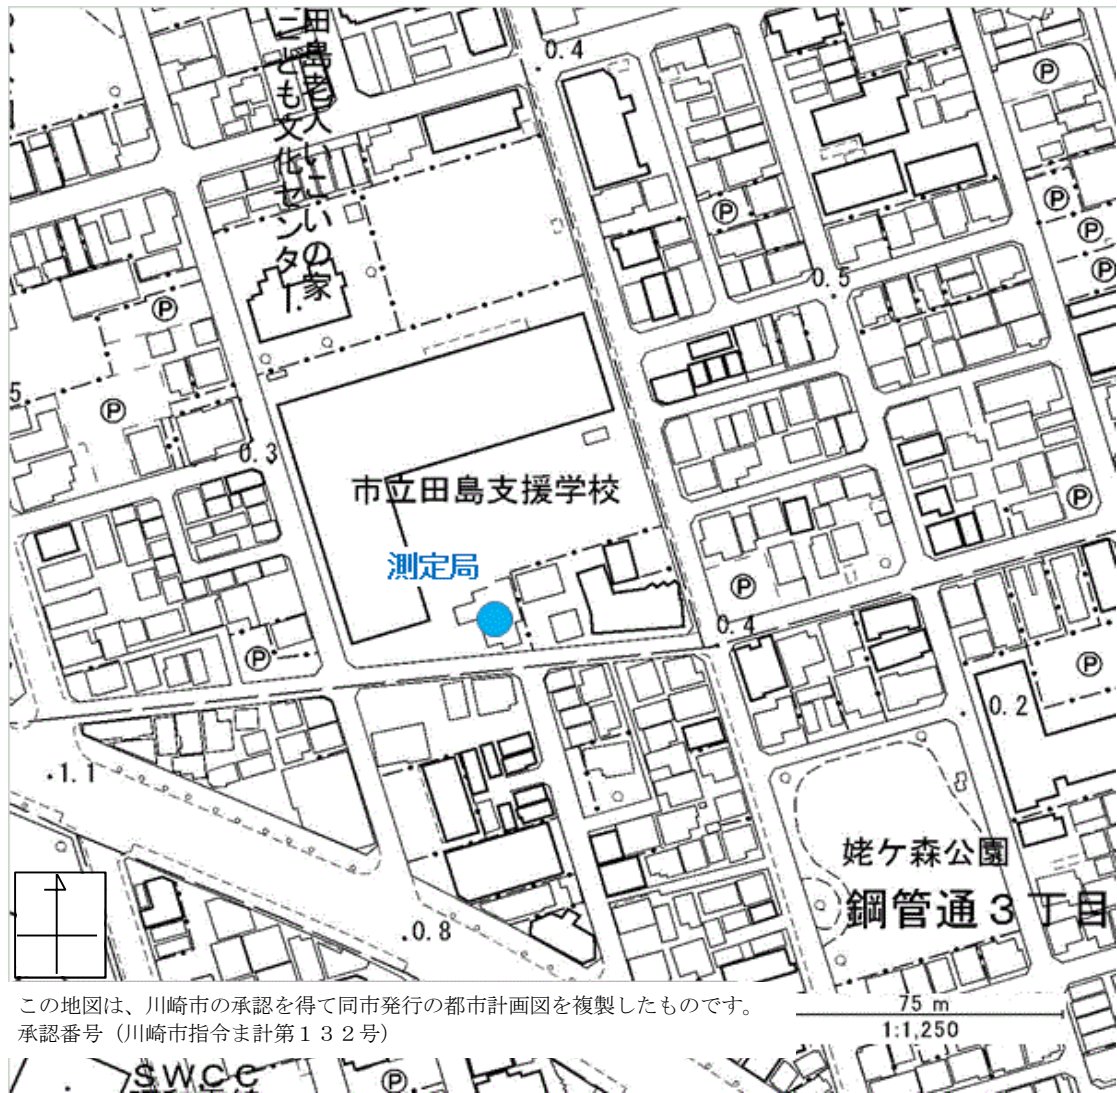 田島老人いこいの家
こども文化センター
0.4
Ⓟ
Ⓟ
Ⓟ
Ⓟ
Ⓟ
0.5
Ⓟ
5
Ⓟ
0.3
市立田島支援学校
Ⓟ
測定局
Ⓟ
0.4
Ⓟ
Ⓟ
0.2
1.1
姥ケ森公園
鋼管通3丁目
0.8
この地図は、川崎市の承認を得て同市発行の都市計画図を複製したものです。
承認番号（川崎市指令ま計第132号）
75 m
1:1,250
SWCC
Ⓟ